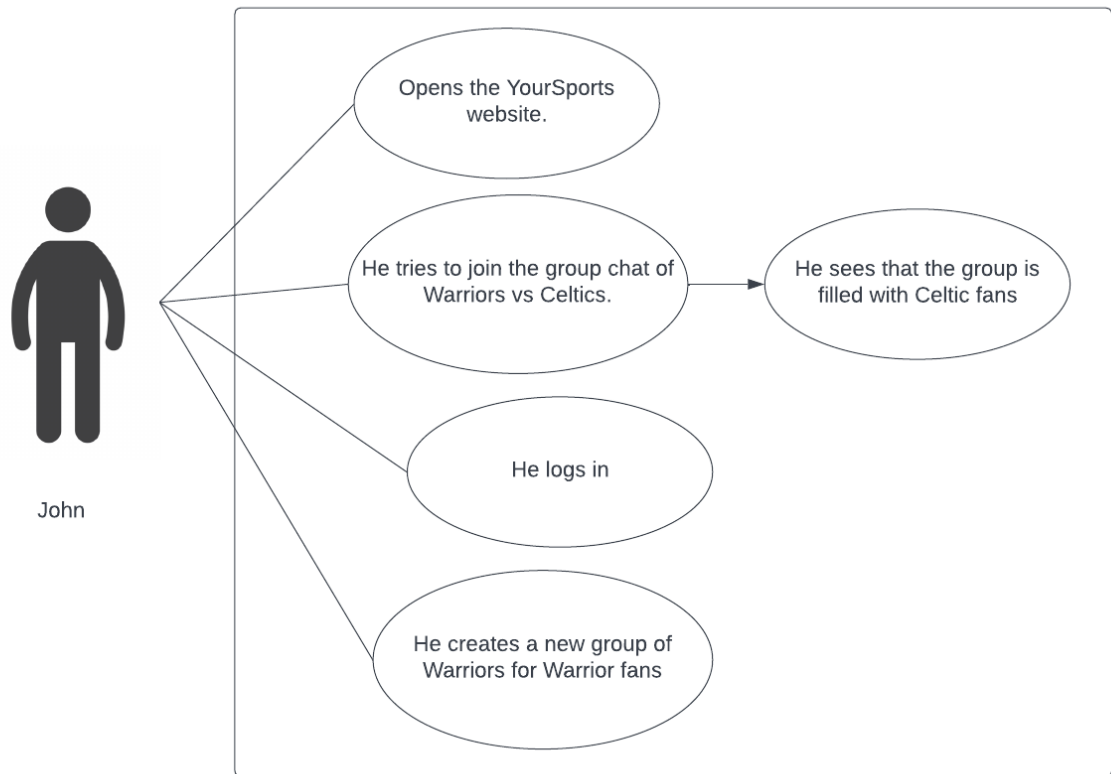 Opens the YourSports
website.
He tries to join the group chat of
Warriors vs Celtics.
He sees that the group is
filled with Celtic fans
He logs in
John
He creates a new group of
Warriors for Warrior fans